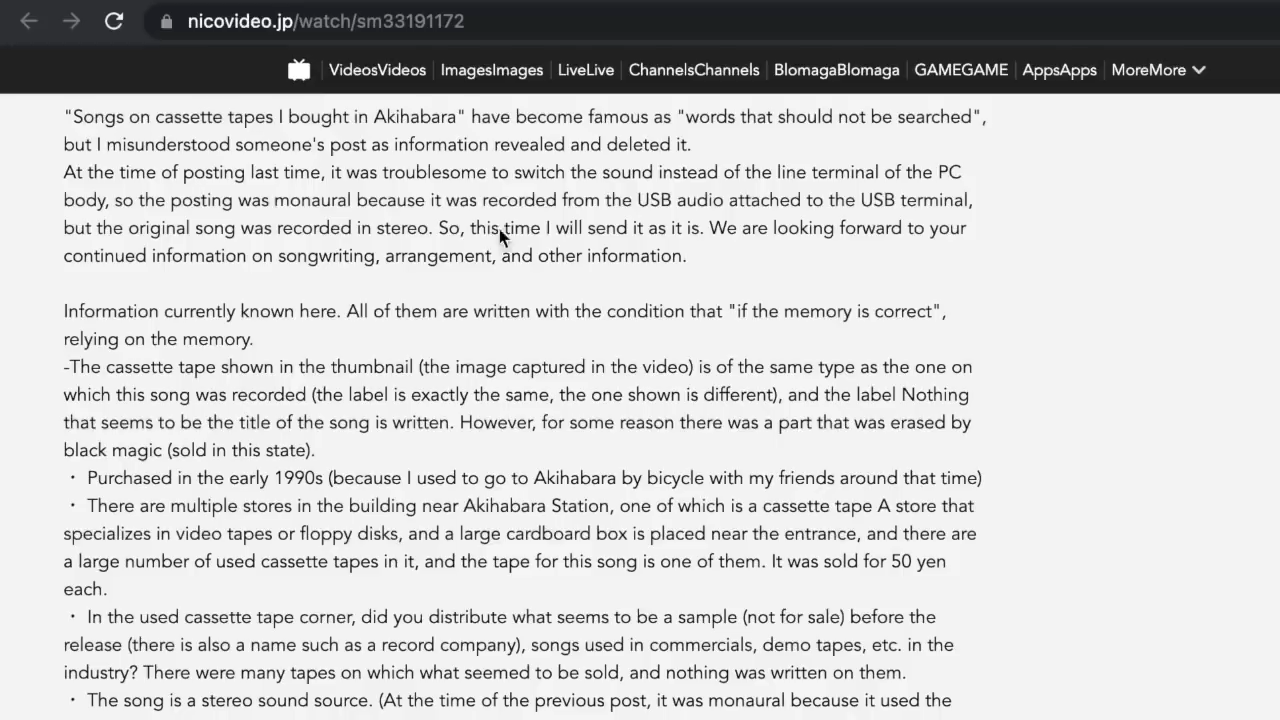 nicovideo.jp/watch/sm33191172
VideosVideos ImagesImages LiveLive ChannelsChannels BlomagaBlomaga GAMEGAME AppsApps MoreMore
"Songs on cassette tapes I bought in Akihabara" have become famous as "words that should not be searched",
but I misunderstood someone's post as information revealed and deleted it.
At the time of posting last time, it was troublesome to switch the sound instead of the line terminal of the PC
body, so the posting was monaural because it was recorded from the USB audio attached to the USB terminal,
but the original song was recorded in stereo. So, this time I will send it as it is. We are looking forward to your
continued information on songwriting, arrangement, and other information.
Information currently known here. All of them are written with the condition that "if the memory is correct",
relying on the memory.
-The cassette tape shown in the thumbnail (the image captured in the video) is of the same type as the one on
which this song was recorded (the label is exactly the same, the one shown is different), and the label Nothing
that seems to be the title of the song is written. However, for some reason there was a part that was erased by
black magic (sold in this state).
・ Purchased in the early 1990s (because I used to go to Akihabara by bicycle with my friends around that time)
・ There are multiple stores in the building near Akihabara Station, one of which is a cassette tape A store that
specializes in video tapes or floppy disks, and a large cardboard box is placed near the entrance, and there are
a large number of used cassette tapes in it, and the tape for this song is one of them. It was sold for 50 yen
each.
・ In the used cassette tape corner, did you distribute what seems to be a sample (not for sale) before the
release (there is also a name such as a record company), songs used in commercials, demo tapes, etc. in the
industry? There were many tapes on which what seemed to be sold, and nothing was written on them.
・ The song is a stereo sound source. (At the time of the previous post, it was monaural because it used the